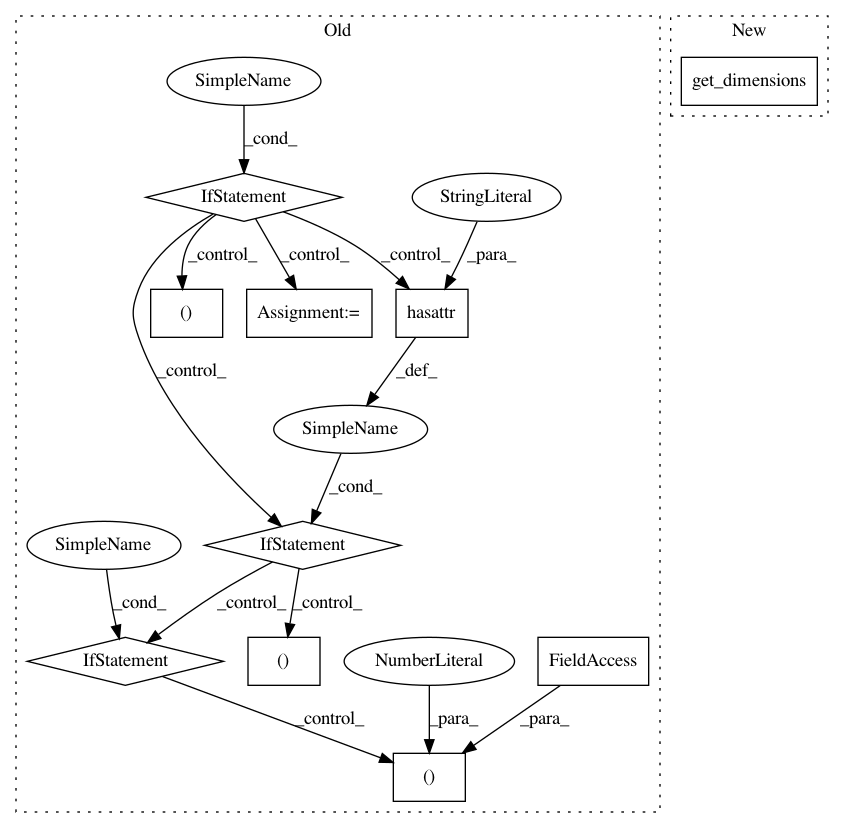 Old
New
SimpleName
get_dimensions
_cond_
IfStatement
StringLiteral
_control_
_control_
_control_
_para_
()
Assignment:=
hasattr
_control_
_def_
SimpleName
_cond_
SimpleName
IfStatement
_cond_
_control_
_control_
IfStatement
()
NumberLiteral
FieldAccess
_control_
_para_
_para_
()